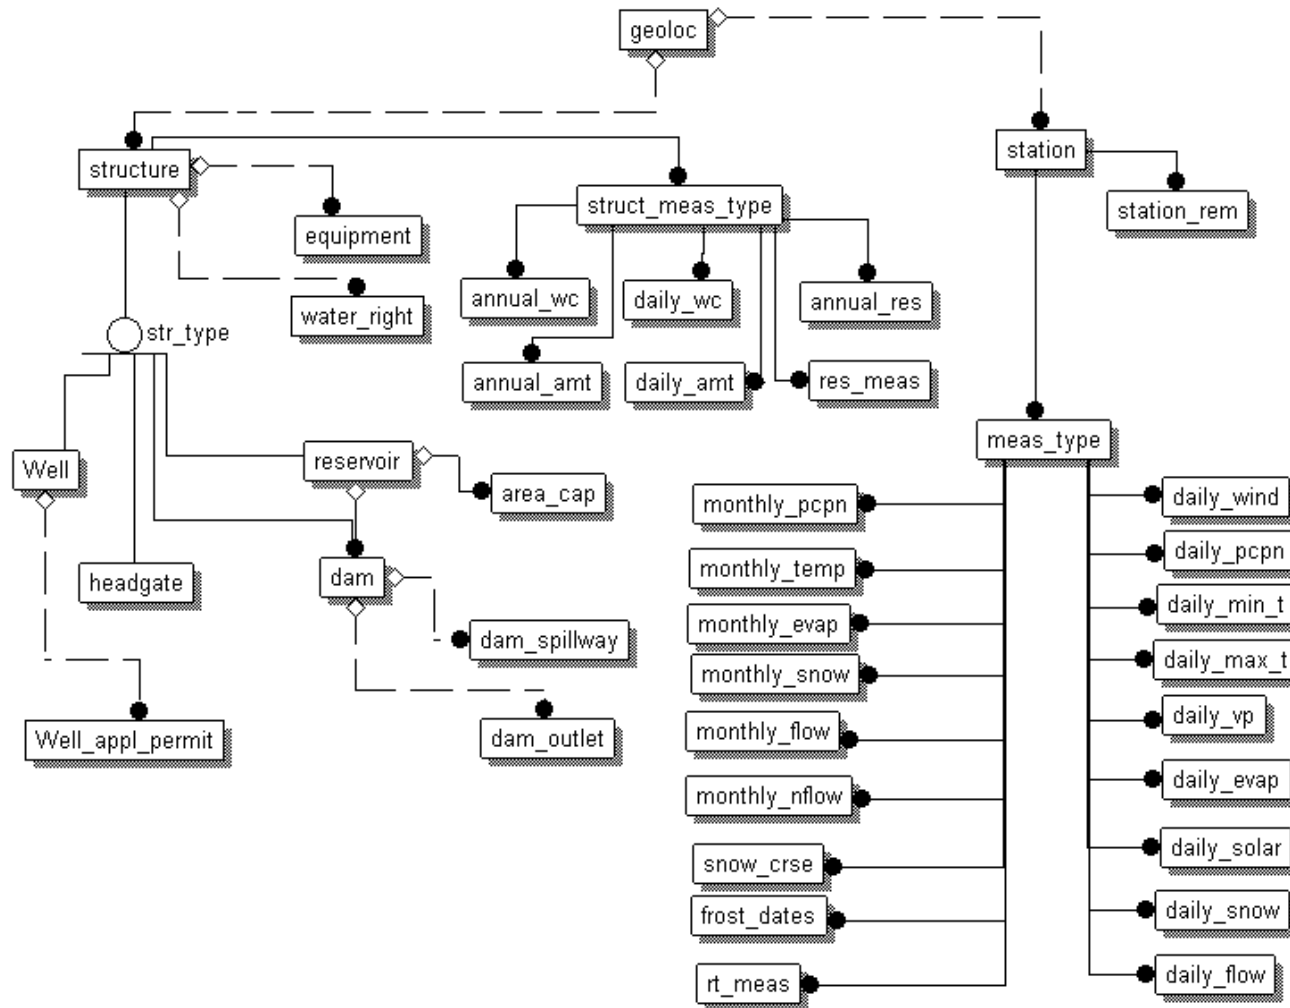 geoloc
structure
station
struct_meas_type
station_rem
equipment
annual_wc
daily_wc
annual_res
water_right
str_type
annual_amt
daily_amt
res_meas
meas_type
Well
reservoir
area_cap
daily_wind
monthly_pcpn
daily_pcpn
monthly_temp
headgate
dam
daily_min_t
monthly_evap
dam_spillway
daily_max_t
monthly_snow
daily_vp
monthly_flow
Well_appl_permit
dam_outlet
daily_evap
monthly_nflow
daily_solar
snow_crse
daily_snow
frost_dates
daily_flow
rt_meas